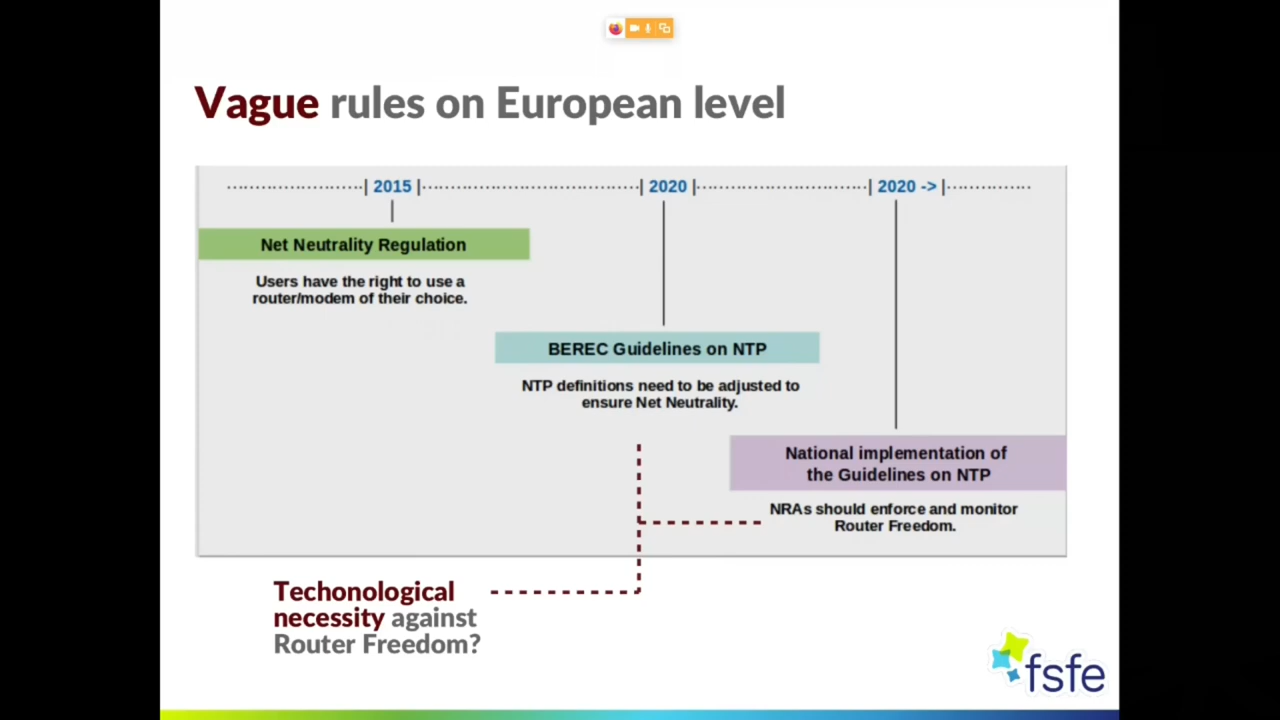 Vague rules on European level
| 2015 | | 2020 | | 2020 -> |
Net Neutrality Regulation
Users have the right to use a
router/modem of their choice.
BEREC Guidelines on NTP
NTP definitions need to be adjusted to
ensure Net Neutrality.
National implementation of
the Guidelines on NTP
NRAs should enforce and monitor
Router Freedom.
Techonological
necessity against
Router Freedom?
fsfe